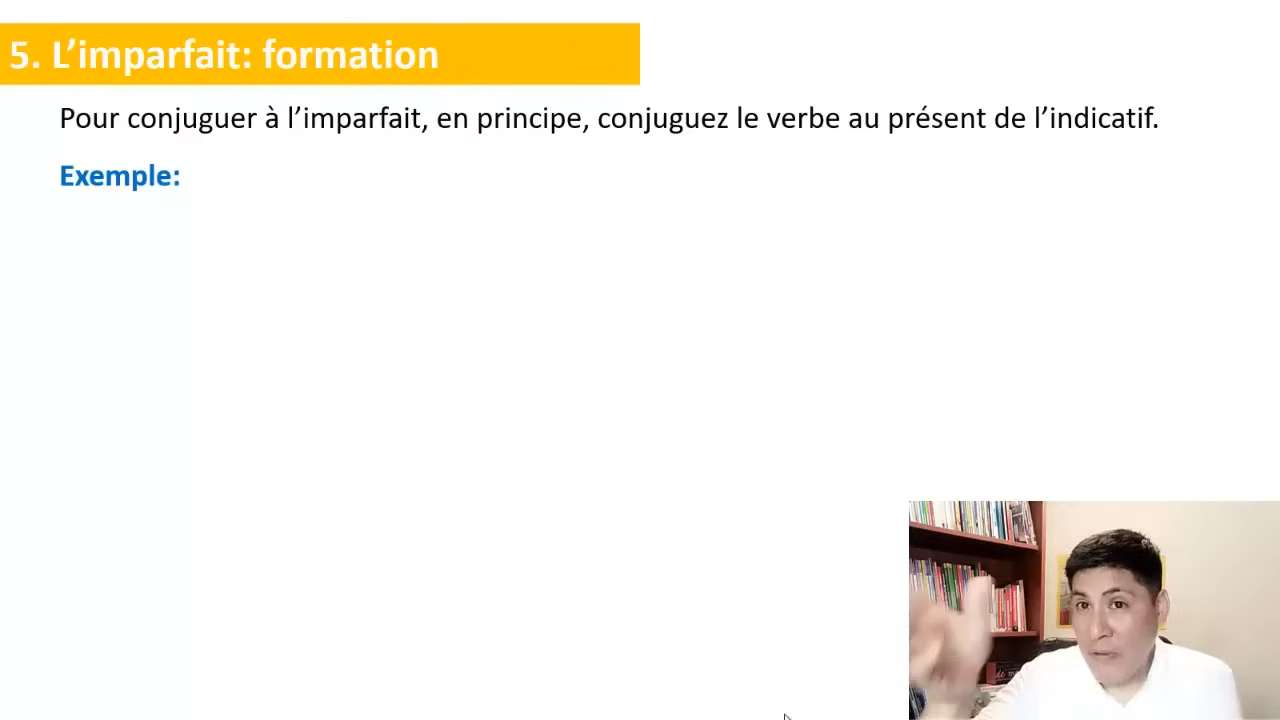 5. L’imparfait: formation
Pour conjuguer à l’imparfait, en principe, conjuguez le verbe au présent de l’indicatif.
Exemple: